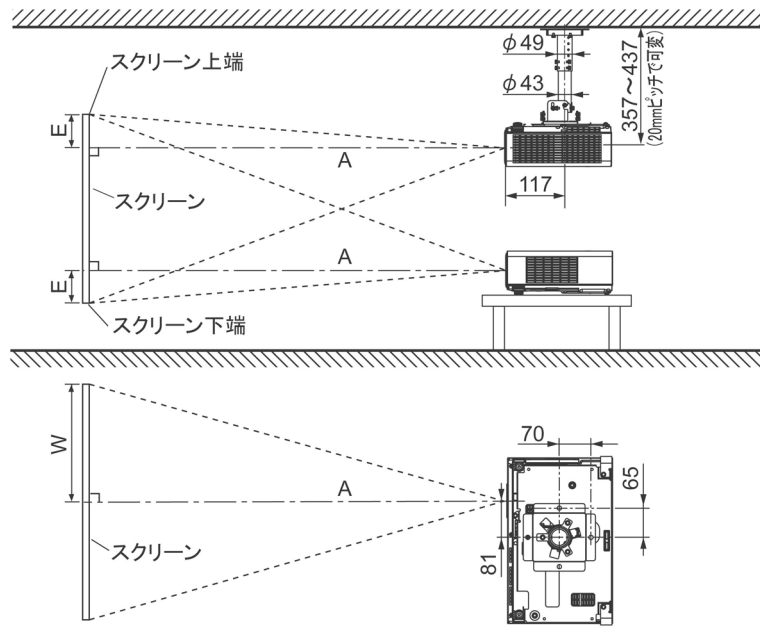 スクリーン上端
φ49
φ43
357～437
(20mmピッチで可変)
E
A
117
スクリーン
A
E
スクリーン下端
70
W
A
65
スクリーン
81